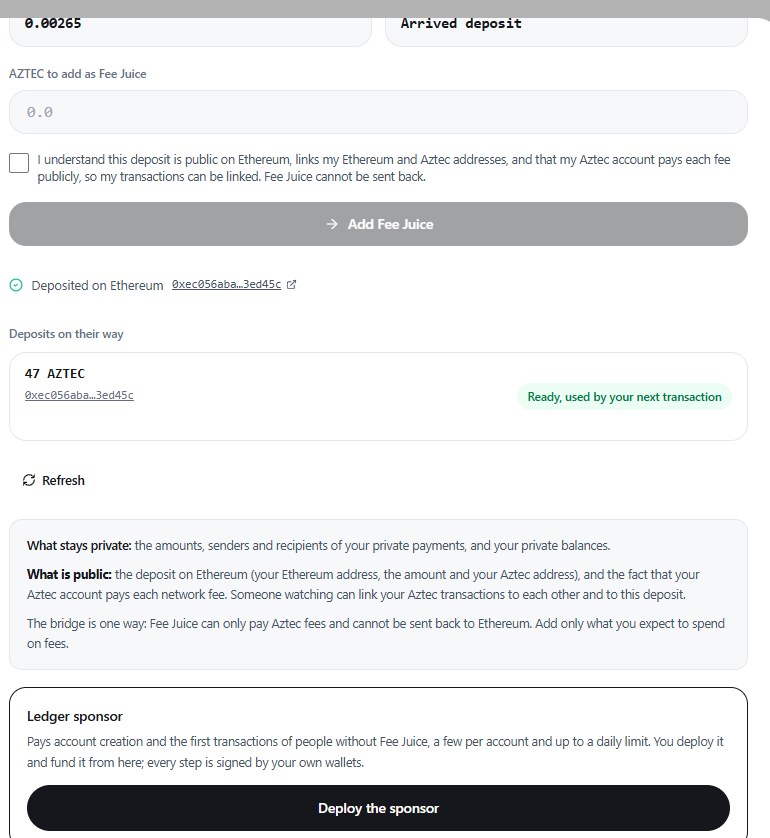 0.00265
Arrived deposit
AZTEC to add as Fee Juice
0.0
I understand this deposit is public on Ethereum, links my Ethereum and Aztec addresses, and that my Aztec account pays each fee
publicly, so my transactions can be linked. Fee Juice cannot be sent back.
→ Add Fee Juice
Deposited on Ethereum 0xec056aba…3ed45c
Deposits on their way
47 AZTEC
0xec056aba…3ed45c
Ready, used by your next transaction
Refresh
What stays private: the amounts, senders and recipients of your private payments, and your private balances.
What is public: the deposit on Ethereum (your Ethereum address, the amount and your Aztec address), and the fact that your
Aztec account pays each network fee. Someone watching can link your Aztec transactions to each other and to this deposit.
The bridge is one way: Fee Juice can only pay Aztec fees and cannot be sent back to Ethereum. Add only what you expect to spend
on fees.
Ledger sponsor
Pays account creation and the first transactions of people without Fee Juice, a few per account and up to a daily limit. You deploy it
and fund it from here; every step is signed by your own wallets.
Deploy the sponsor